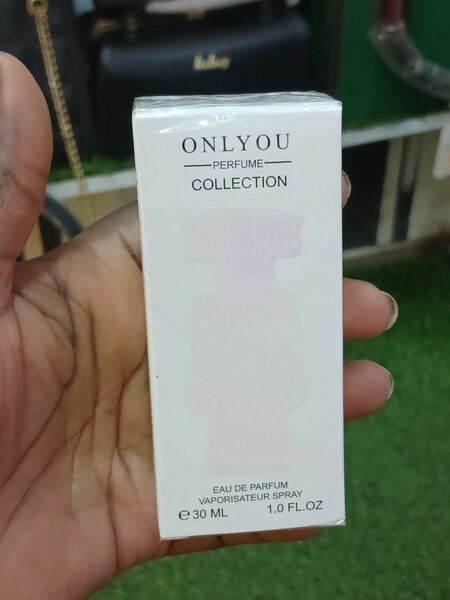 ONLYOU
PERFUME
COLLECTION
EAU DE PARFUM
VAPORISATEUR SPRAY
℮30 ML 1.0 FL.OZ